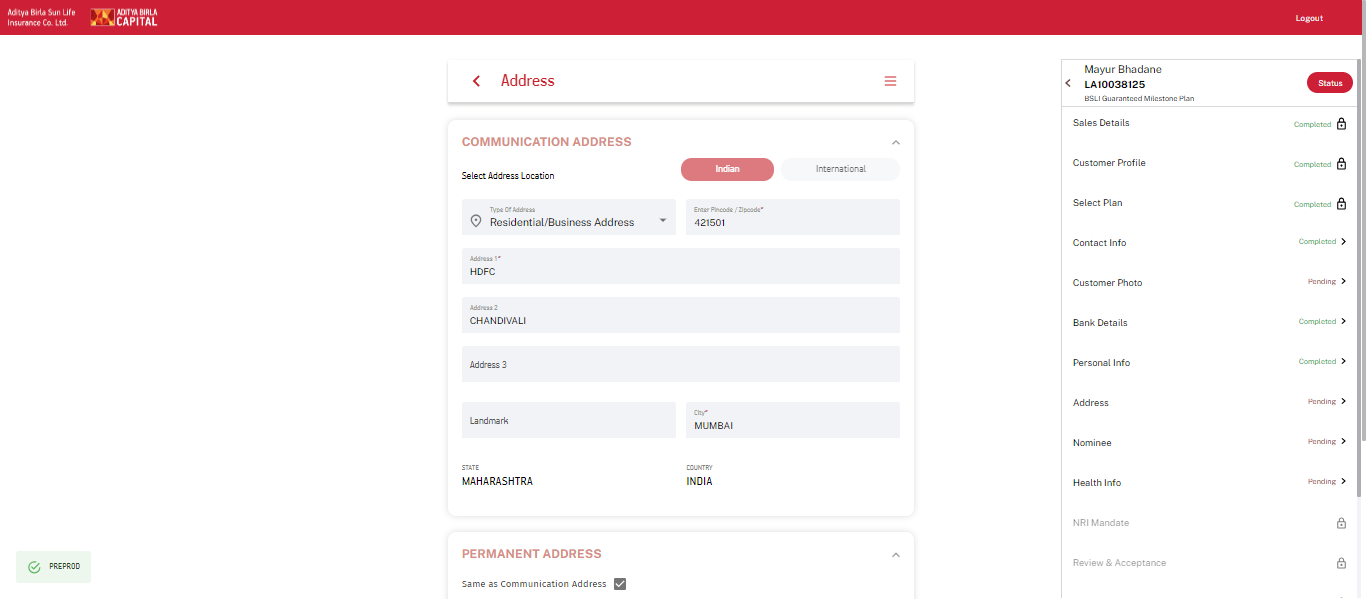 Aditya Birla Sun Life
Insurance Co. Ltd.
ADITYA BIRLA
CAPITAL
Logout
Address
COMMUNICATION ADDRESS
Select Address Location
Indian
International
Type Of Address
Residential/Business Address
Enter Pincode / Zipcode*
421501
Address 1*
HDFC
Address 2
CHANDIVALI
Address 3
Landmark
City*
MUMBAI
STATE
MAHARASHTRA
COUNTRY
INDIA
PERMANENT ADDRESS
Same as Communication Address
PREPROD
Mayur Bhadane
LA10038125
BSLI Guaranteed Milestone Plan
Status
Sales Details Completed
Customer Profile Completed
Select Plan Completed
Contact Info Completed
Customer Photo Pending
Bank Details Completed
Personal Info Completed
Address Pending
Nominee Pending
Health Info Pending
NRI Mandate
Review & Acceptance